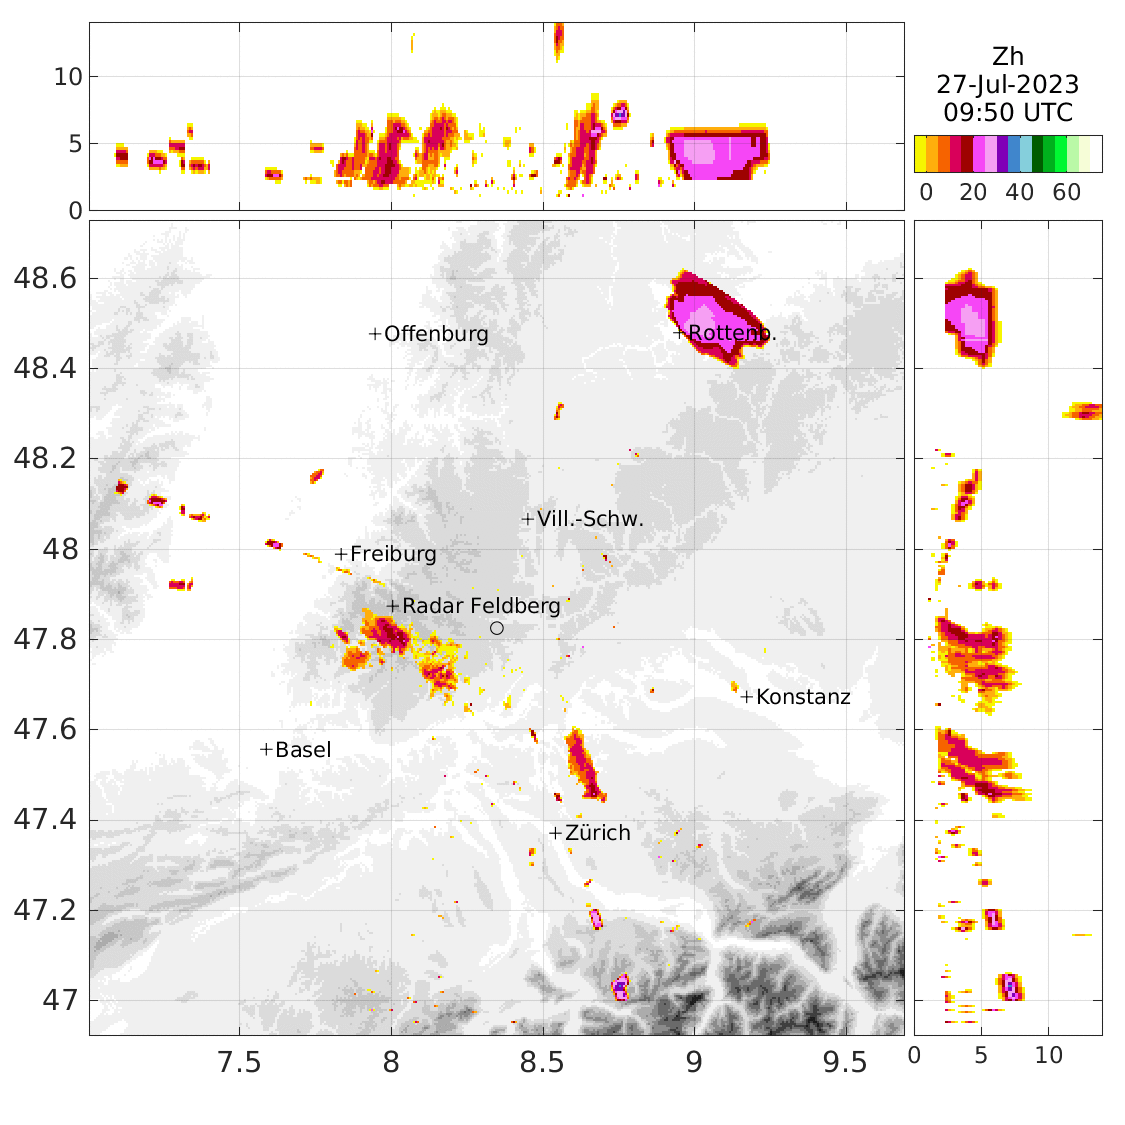 10
5
0
Zh
27-Jul-2023
09:50 UTC
0 20 40 60
48.6
48.4
48.2
48
47.8
47.6
47.4
47.2
47
Offenburg
Rottenb.
Vill.-Schw.
Freiburg
Radar Feldberg
Konstanz
Basel
Zürich
7.5 8 8.5 9 9.5
0 5 10